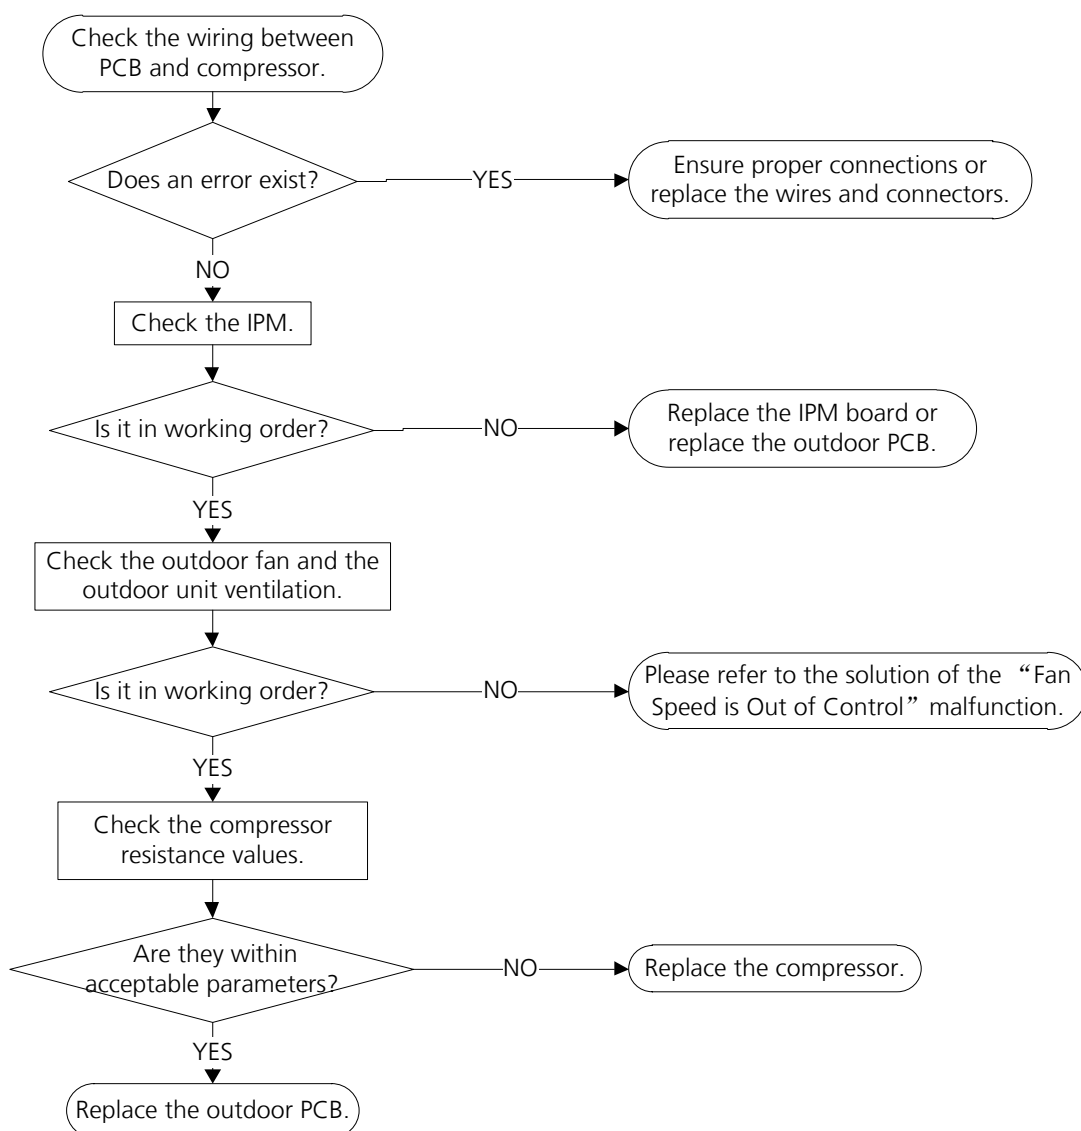 Check the wiring between
PCB and compressor.
Does an error exist?
YES
Ensure proper connections or
replace the wires and connectors.
NO
Check the IPM.
Is it in working order?
NO
Replace the IPM board or
replace the outdoor PCB.
YES
Check the outdoor fan and the
outdoor unit ventilation.
Is it in working order?
NO
Please refer to the solution of the “Fan
Speed is Out of Control” malfunction.
YES
Check the compressor
resistance values.
Are they within
acceptable parameters?
NO
Replace the compressor.
YES
Replace the outdoor PCB.